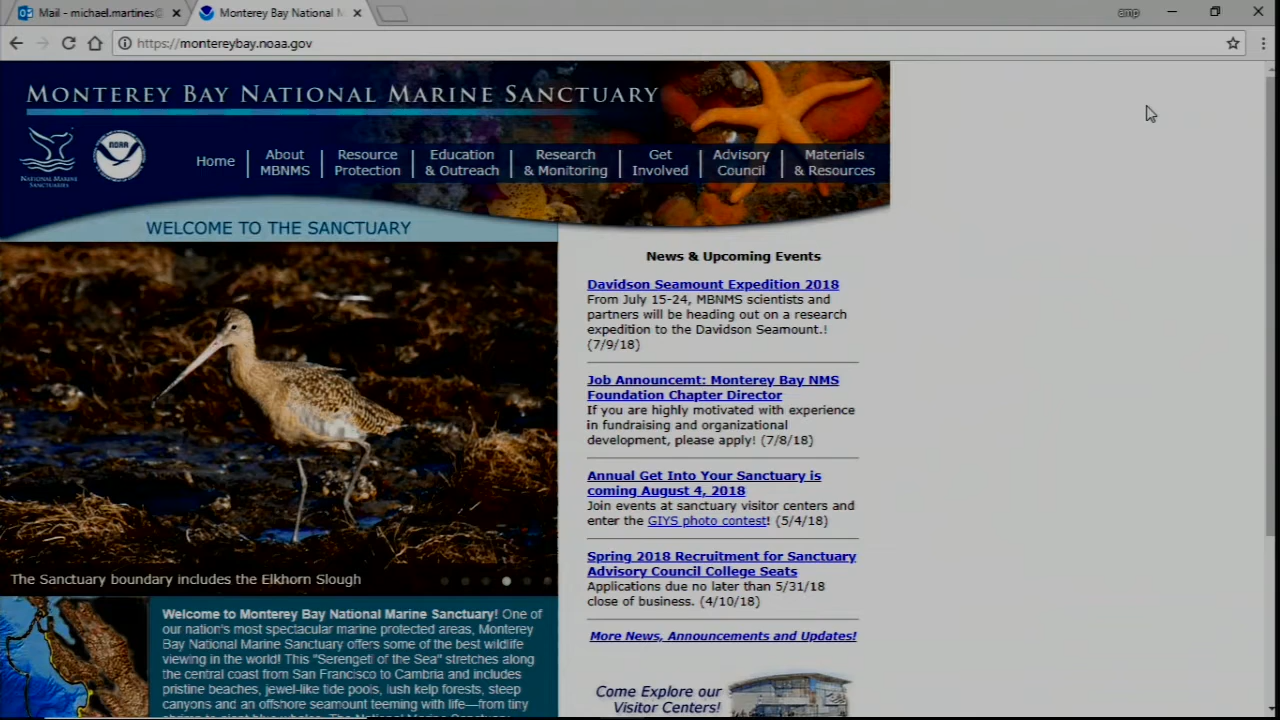 Mail - michael.martines@
Monterey Bay National M
amp
https://montereybay.noaa.gov
MONTEREY BAY NATIONAL MARINE SANCTUARY
NATIONAL MARINE
SANCTUARIES
NOAA
Home
About
MBNMS
Resource
Protection
Education
& Outreach
Research
& Monitoring
Get
Involved
Advisory
Council
Materials
& Resources
WELCOME TO THE SANCTUARY
The Sanctuary boundary includes the Elkhorn Slough
Welcome to Monterey Bay National Marine Sanctuary! One of
our nation's most spectacular marine protected areas, Monterey
Bay National Marine Sanctuary offers some of the best wildlife
viewing in the world! This "Serengeti of the Sea" stretches along
the central coast from San Francisco to Cambria and includes
pristine beaches, jewel-like tide pools, lush kelp forests, steep
canyons and an offshore seamount teeming with life—from tiny
News & Upcoming Events
Davidson Seamount Expedition 2018
From July 15-24, MBNMS scientists and
partners will be heading out on a research
expedition to the Davidson Seamount.!
(7/9/18)
Job Announcemt: Monterey Bay NMS
Foundation Chapter Director
If you are highly motivated with experience
in fundraising and organizational
development, please apply! (7/8/18)
Annual Get Into Your Sanctuary is
coming August 4, 2018
Join events at sanctuary visitor centers and
enter the GIYS photo contest! (5/4/18)
Spring 2018 Recruitment for Sanctuary
Advisory Council College Seats
Applications due no later than 5/31/18
close of business. (4/10/18)
More News, Announcements and Updates!
Come Explore our
Visitor Centers!